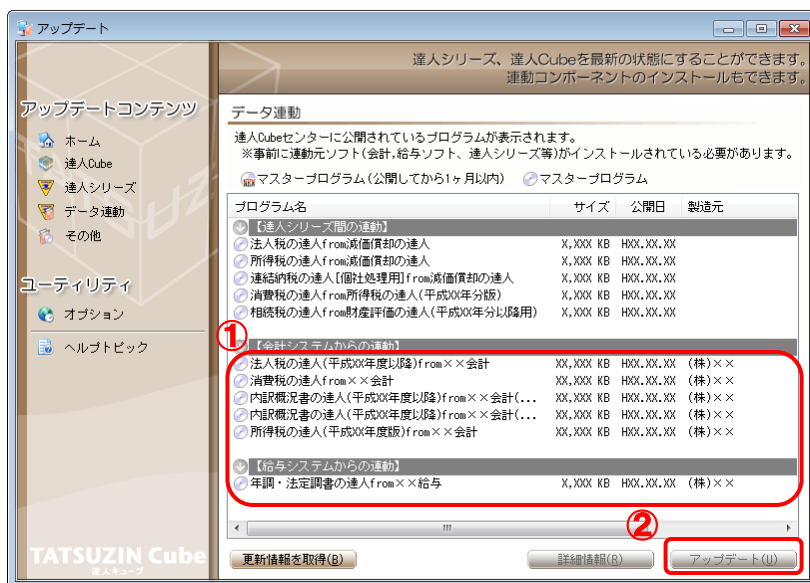 アップデート
達人シリーズ、達人Cubeを最新の状態にすることができます。
連動コンポーネントのインストールもできます。
アップデートコンテンツ
ホーム
達人Cube
達人シリーズ
データ連動
その他
ユーティリティ
オプション
ヘルプトピック
データ連動
達人Cubeセンターに公開されているプログラムが表示されます。
※事前に連動元ソフト(会計,給与ソフト、達人シリーズ等)がインストールされている必要があります。
NEW マスタープログラム(公開してから1ヶ月以内) マスタープログラム
プログラム名 サイズ 公開日 製造元
【達人シリーズ間の連動】
法人税の達人from減価償却の達人 X,XXX KB HXX.XX.XX
所得税の達人from減価償却の達人 X,XXX KB HXX.XX.XX
連結納税の達人[個社処理用]from減価償却の達人 X,XXX KB HXX.XX.XX
消費税の達人from所得税の達人(平成XX年分版) X,XXX KB HXX.XX.XX
相続税の達人from財産評価の達人(平成XX年分以降用) X,XXX KB HXX.XX.XX
①
【会計システムからの連動】
法人税の達人(平成XX年度以降)from××会計 XX,XXX KB HXX.XX.XX (株)××
消費税の達人from××会計 XX,XXX KB HXX.XX.XX (株)××
内訳概況書の達人(平成XX年度以降)from××会計(... XX,XXX KB HXX.XX.XX (株)××
内訳概況書の達人(平成XX年度以降)from××会計(... XX,XXX KB HXX.XX.XX (株)××
所得税の達人(平成XX年度版)from××会計 XX,XXX KB HXX.XX.XX (株)××
【給与システムからの連動】
年調・法定調書の達人from××給与 X,XXX KB HXX.XX.XX (株)××
②
TATSUZIN Cube
達人キューブ
更新情報を取得(B) 詳細情報(R) アップデート(U)